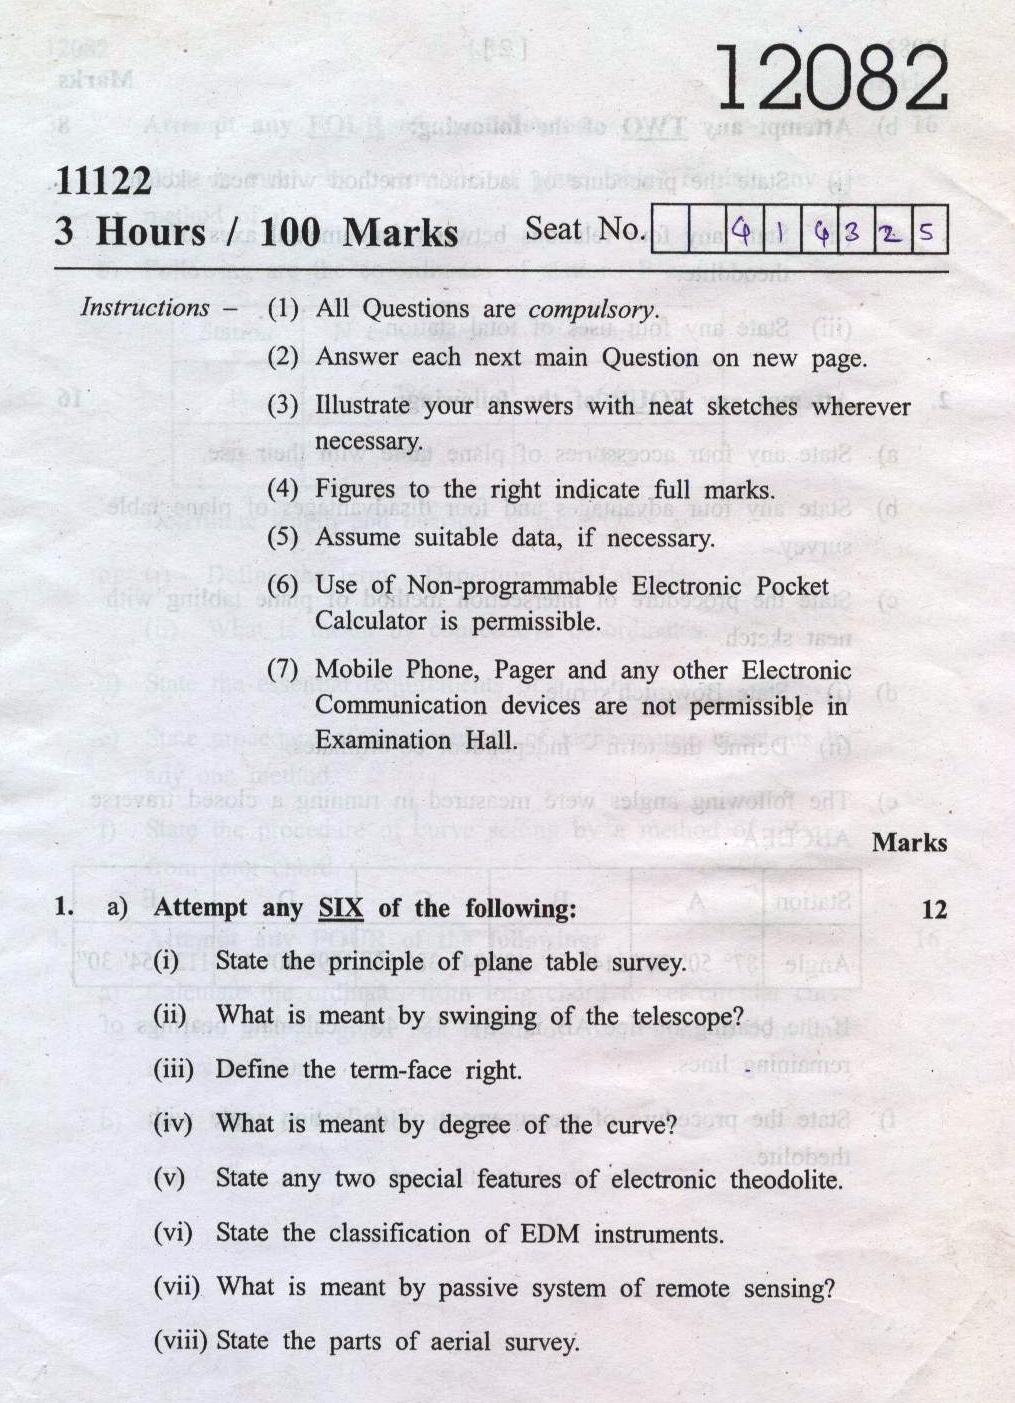 12082
11122
3 Hours / 100 Marks Seat No. 4 1 4 3 2 5
Instructions – (1) All Questions are compulsory.
(2) Answer each next main Question on new page.
(3) Illustrate your answers with neat sketches wherever
necessary.
(4) Figures to the right indicate full marks.
(5) Assume suitable data, if necessary.
(6) Use of Non-programmable Electronic Pocket
Calculator is permissible.
(7) Mobile Phone, Pager and any other Electronic
Communication devices are not permissible in
Examination Hall.
Marks
1. a) Attempt any SIX of the following: 12
(i) State the principle of plane table survey.
(ii) What is meant by swinging of the telescope?
(iii) Define the term-face right.
(iv) What is meant by degree of the curve?
(v) State any two special features of electronic theodolite.
(vi) State the classification of EDM instruments.
(vii) What is meant by passive system of remote sensing?
(viii) State the parts of aerial survey.